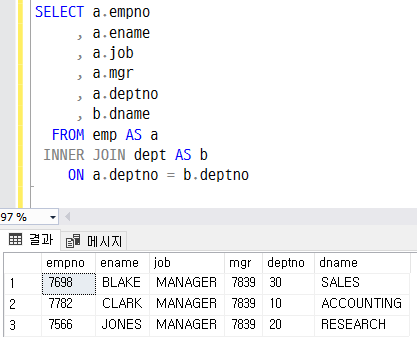 SELECT a.empno
, a.ename
, a.job
, a.mgr
, a.deptno
, b.dname
FROM emp AS a
INNER JOIN dept AS b
ON a.deptno = b.deptno
97 %
결과 메시지
empno ename job mgr deptno dname
1 7698 BLAKE MANAGER 7839 30 SALES
2 7782 CLARK MANAGER 7839 10 ACCOUNTING
3 7566 JONES MANAGER 7839 20 RESEARCH